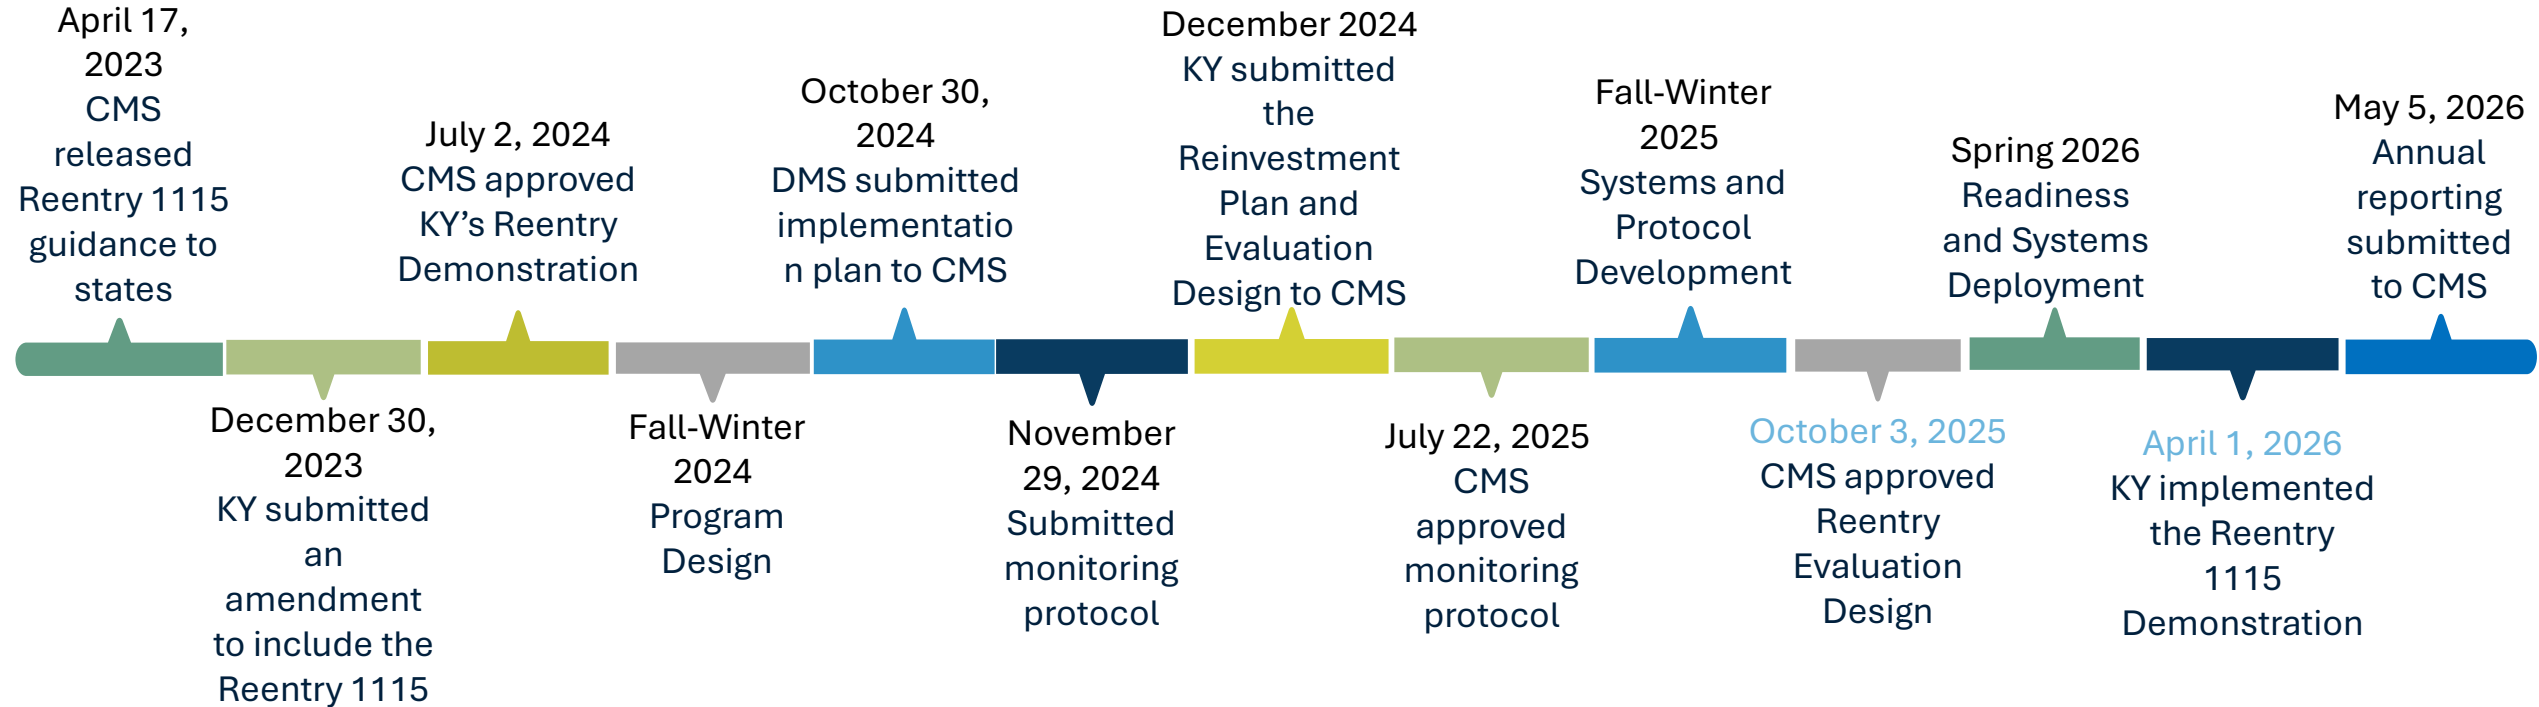 April 17,
2023
CMS
released
Reentry 1115
guidance to
states
December 30,
2023
KY submitted
an
amendment
to include the
Reentry 1115
July 2, 2024
CMS approved
KY’s Reentry
Demonstration
Fall-Winter
2024
Program
Design
October 30,
2024
DMS submitted
implementatio
n plan to CMS
November
29, 2024
Submitted
monitoring
protocol
December 2024
KY submitted
the
Reinvestment
Plan and
Evaluation
Design to CMS
July 22, 2025
CMS
approved
monitoring
protocol
Fall-Winter
2025
Systems and
Protocol
Development
October 3, 2025
CMS approved
Reentry
Evaluation
Design
Spring 2026
Readiness
and Systems
Deployment
April 1, 2026
KY implemented
the Reentry
1115
Demonstration
May 5, 2026
Annual
reporting
submitted
to CMS